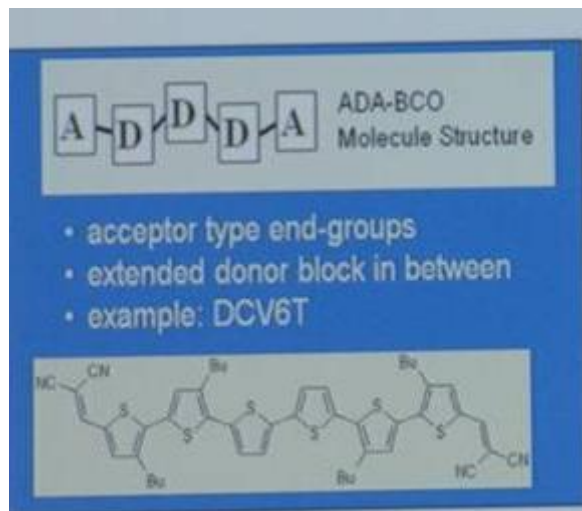 A D D D A
ADA-BCO
Molecule Structure
• acceptor type end-groups
• extended donor block in between
• example: DCV6T
NC CN Bu Bu
S S S S S S
Bu Bu NC CN